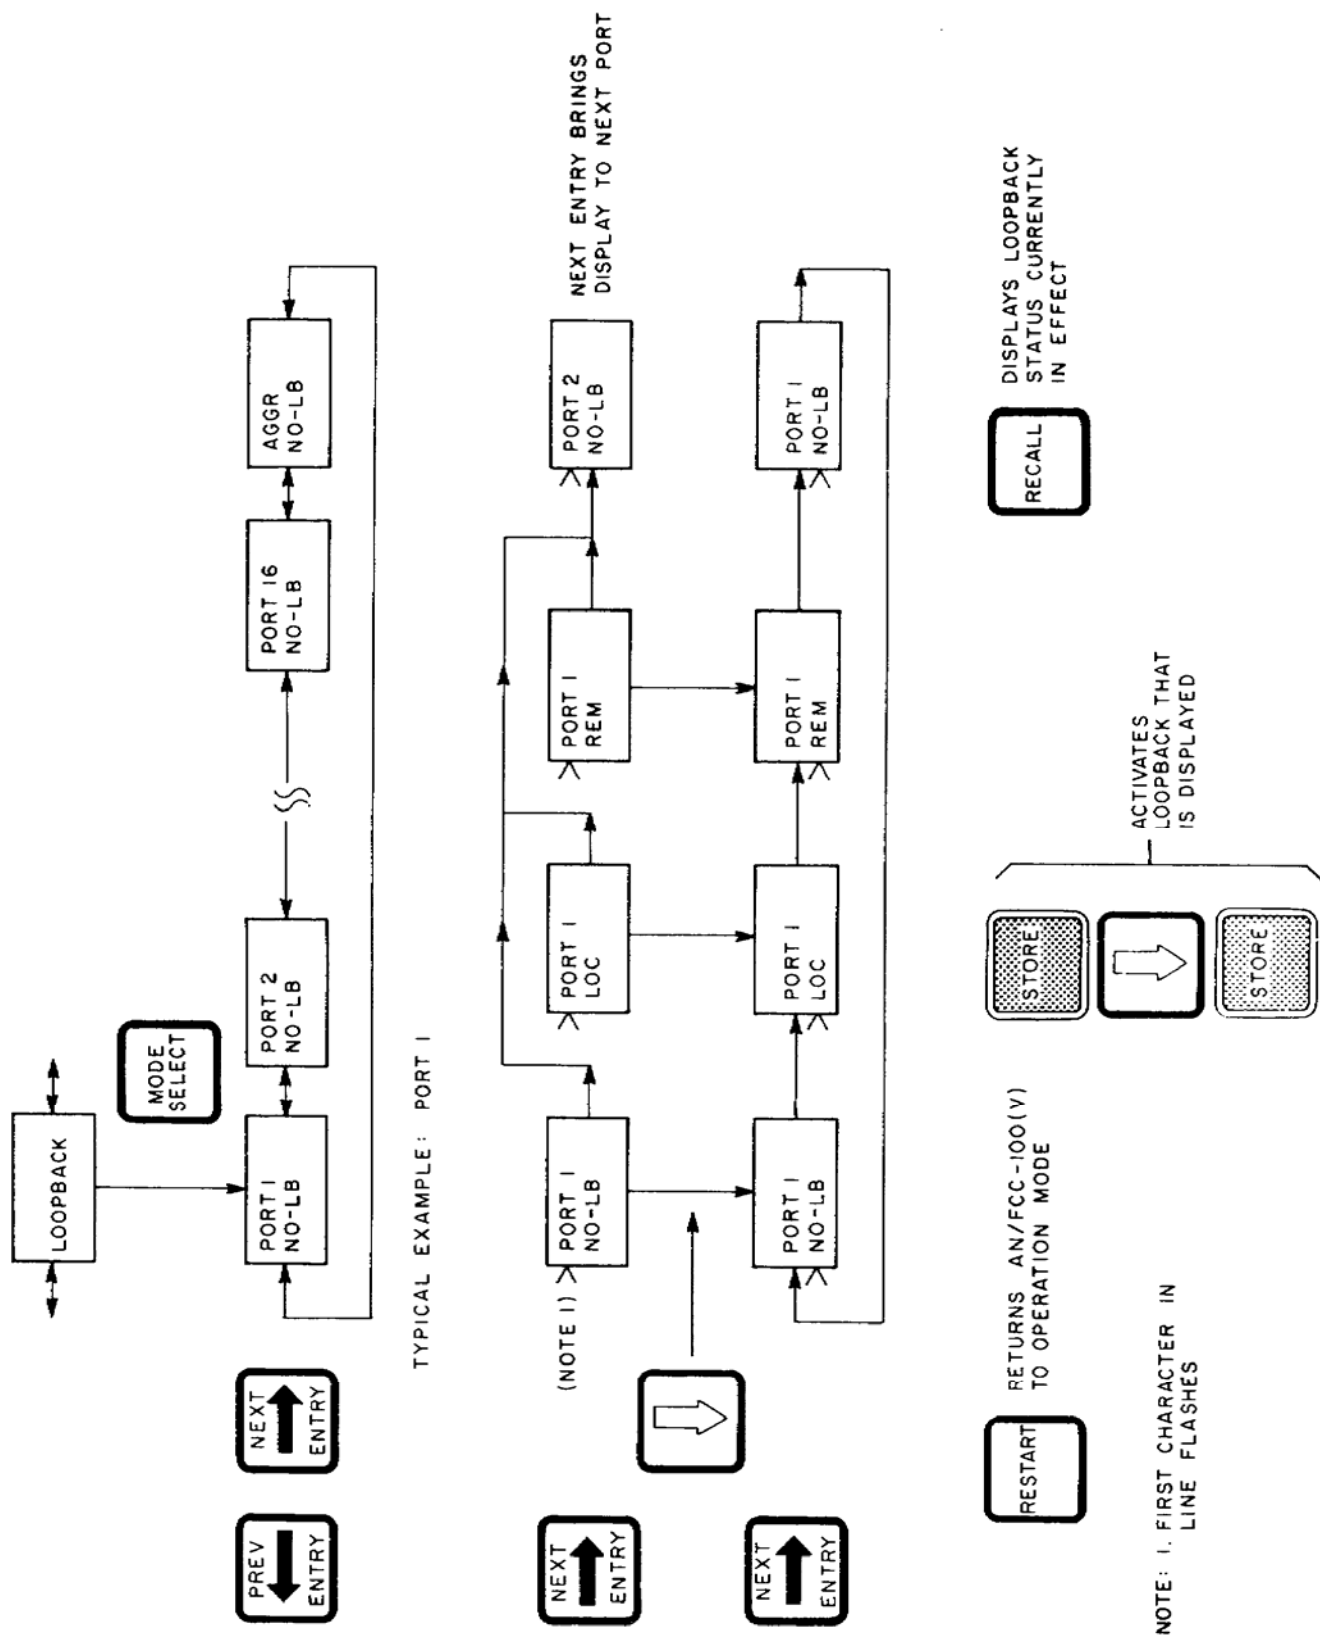 LOOPBACK
MODE
SELECT
PREV
ENTRY
NEXT
ENTRY
PORT 1
NO-LB
PORT 2
NO-LB
PORT 16
NO-LB
AGGR
NO-LB
TYPICAL EXAMPLE: PORT 1
NEXT
ENTRY
(NOTE 1)
PORT 1
NO-LB
PORT 1
LOC
PORT 1
REM
PORT 2
NO-LB
NEXT ENTRY BRINGS
DISPLAY TO NEXT PORT
NEXT
ENTRY
PORT 1
NO-LB
PORT 1
LOC
PORT 1
REM
PORT 1
NO-LB
RESTART
RETURNS AN/FCC-100(V)
TO OPERATION MODE
STORE
STORE
ACTIVATES
LOOPBACK THAT
IS DISPLAYED
RECALL
DISPLAYS LOOPBACK
STATUS CURRENTLY
IN EFFECT
NOTE: 1. FIRST CHARACTER IN
LINE FLASHES